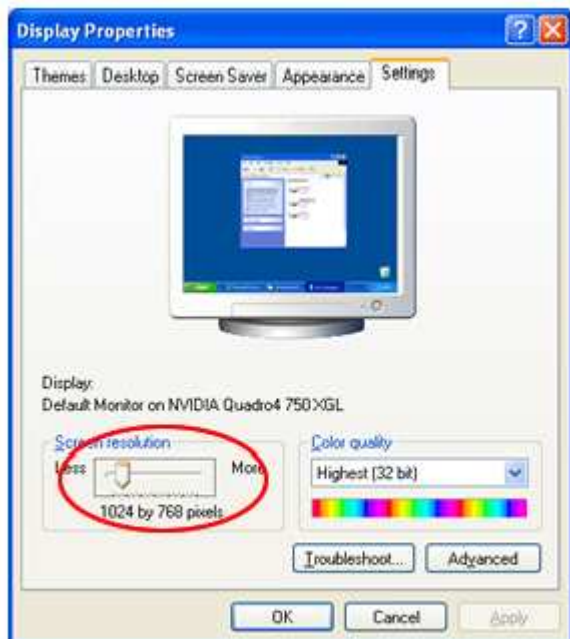 Display Properties
Themes Desktop Screen Saver Appearance Settings
Display:
Default Monitor on NVIDIA Quadro4 750 XGL
Screen resolution
Less More
1024 by 768 pixels
Color quality
Highest (32 bit)
Troubleshoot... Advanced
OK Cancel Apply